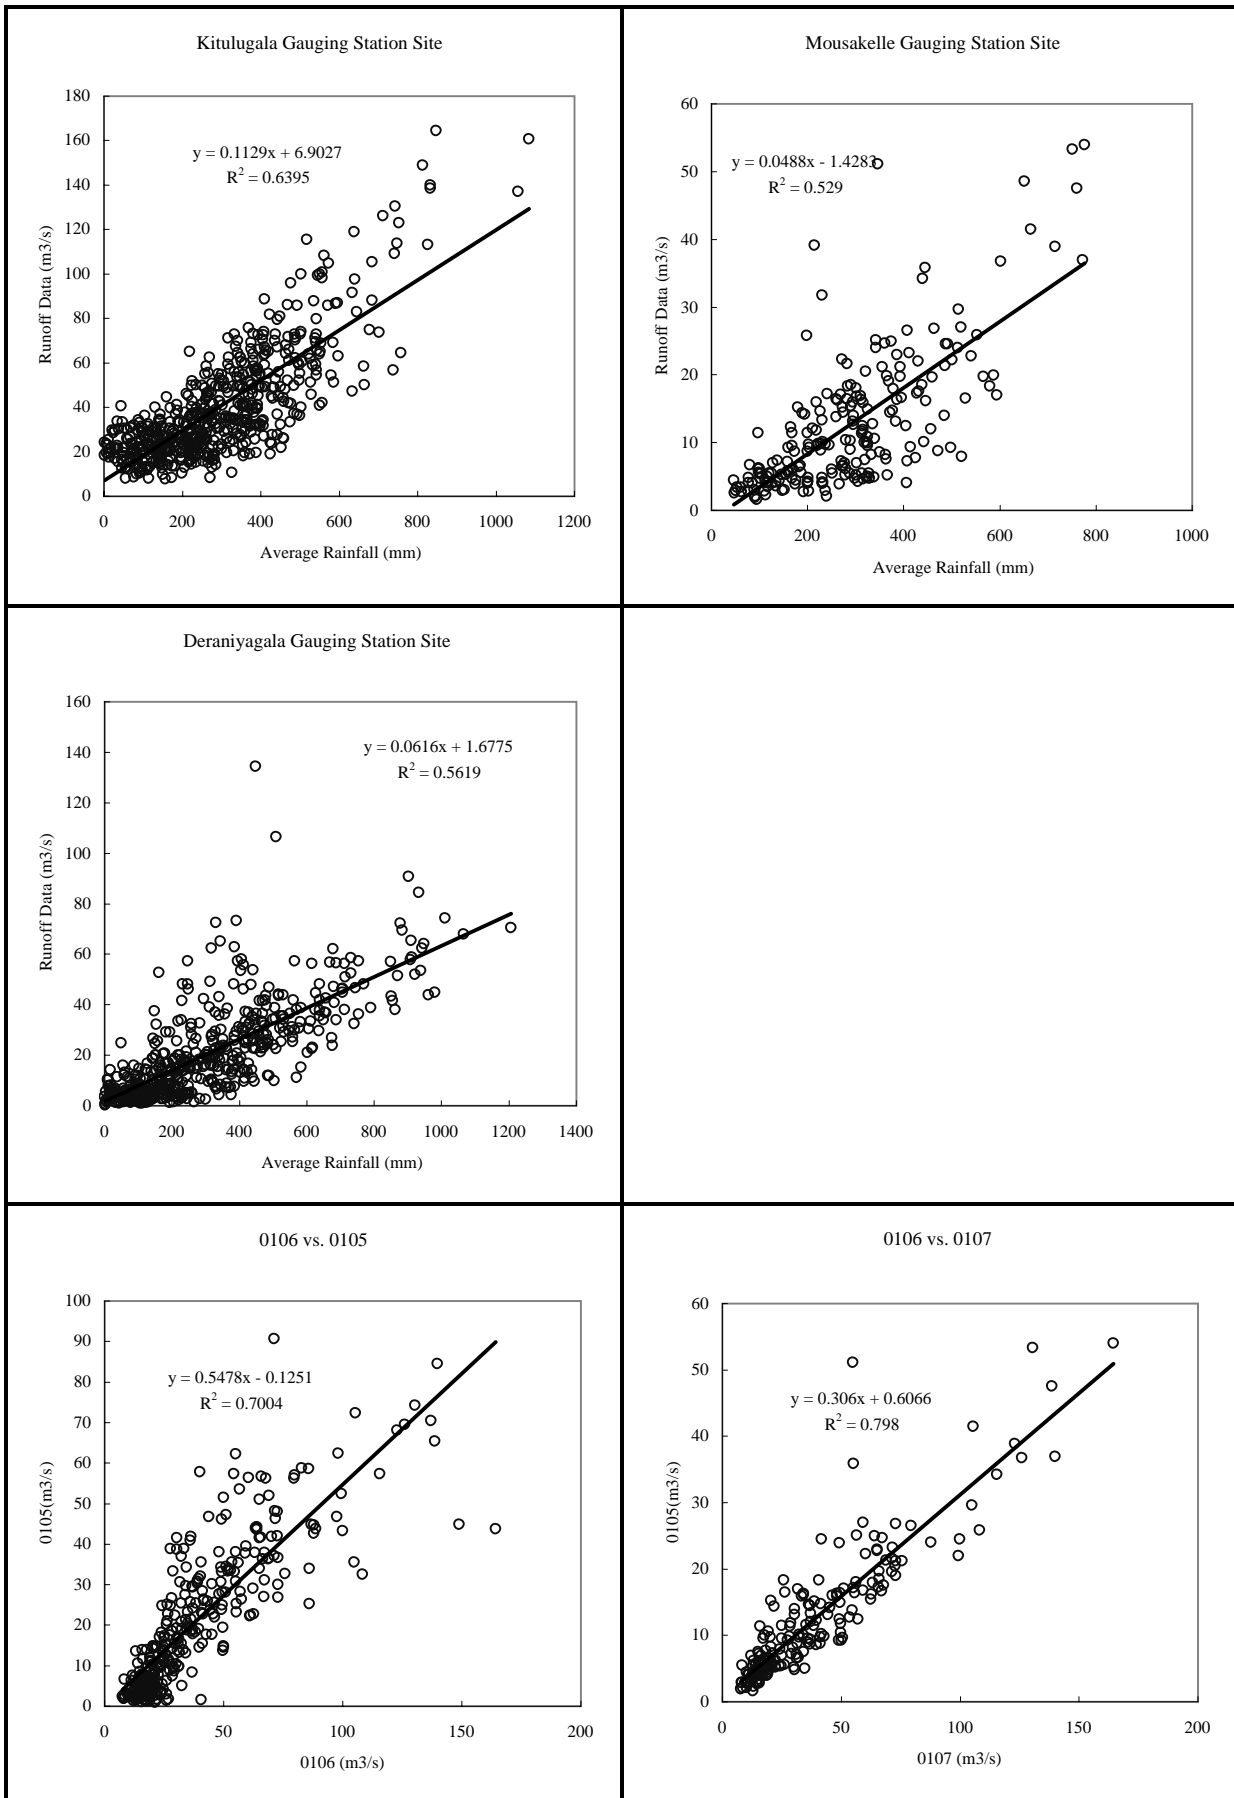 Kitulugala Gauging Station Site
180
160
140
120
100
80
60
40
20
0
Runoff Data (m3/s)
y = 0.1129x + 6.9027
R² = 0.6395
0 200 400 600 800 1000 1200
Average Rainfall (mm)
Mousakelle Gauging Station Site
60
50
40
30
20
10
0
Runoff Data (m3/s)
y = 0.0488x - 1.4283
R² = 0.529
0 200 400 600 800 1000
Average Rainfall (mm)
Deraniyagala Gauging Station Site
160
140
120
100
80
60
40
20
0
Runoff Data (m3/s)
y = 0.0616x + 1.6775
R² = 0.5619
0 200 400 600 800 1000 1200 1400
Average Rainfall (mm)
0106 vs. 0105
100
90
80
70
60
50
40
30
20
10
0
0105(m3/s)
y = 0.5478x - 0.1251
R² = 0.7004
0 50 100 150 200
0106 (m3/s)
0106 vs. 0107
60
50
40
30
20
10
0
0105(m3/s)
y = 0.306x + 0.6066
R² = 0.798
0 50 100 150 200
0107 (m3/s)